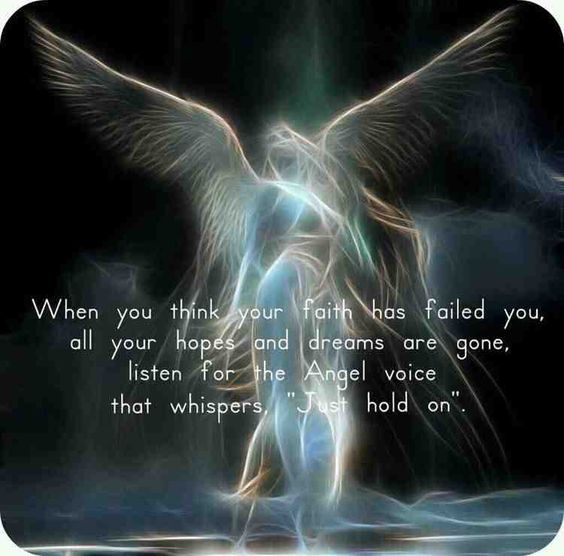 When you think your faith has failed you,
all your hopes and dreams are gone,
listen for the Angel voice
that whispers, "Just hold on".